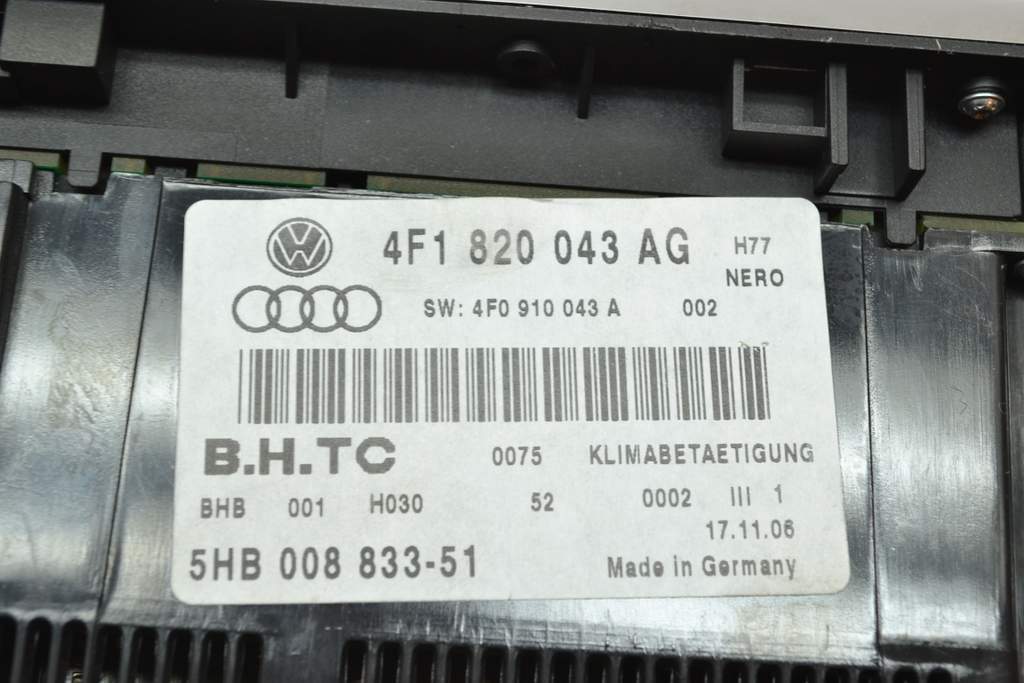 4F1 820 043 AG H77
NERO
SW: 4F0 910 043 A 002
B.H.TC 0075 KLIMABETAETIGUNG
BHB 001 H030 52 0002 III 1
17.11.06
5HB 008 833-51 Made in Germany